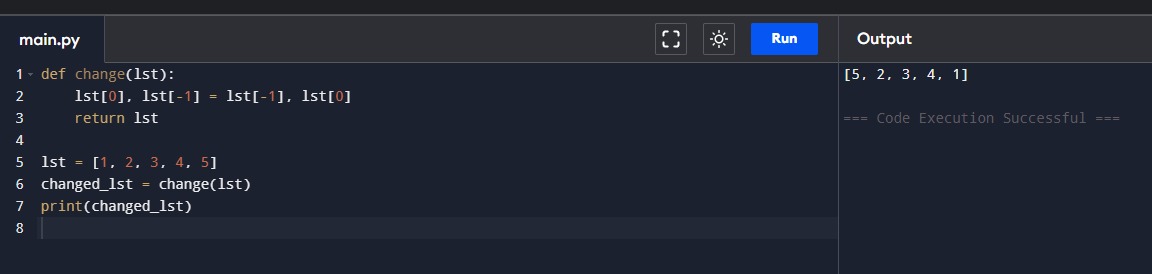 main.py
Run
Output
1 def change(lst):
2     lst[0], lst[-1] = lst[-1], lst[0]
3     return lst
4
5 lst = [1, 2, 3, 4, 5]
6 changed_lst = change(lst)
7 print(changed_lst)
8
[5, 2, 3, 4, 1]
=== Code Execution Successful ===